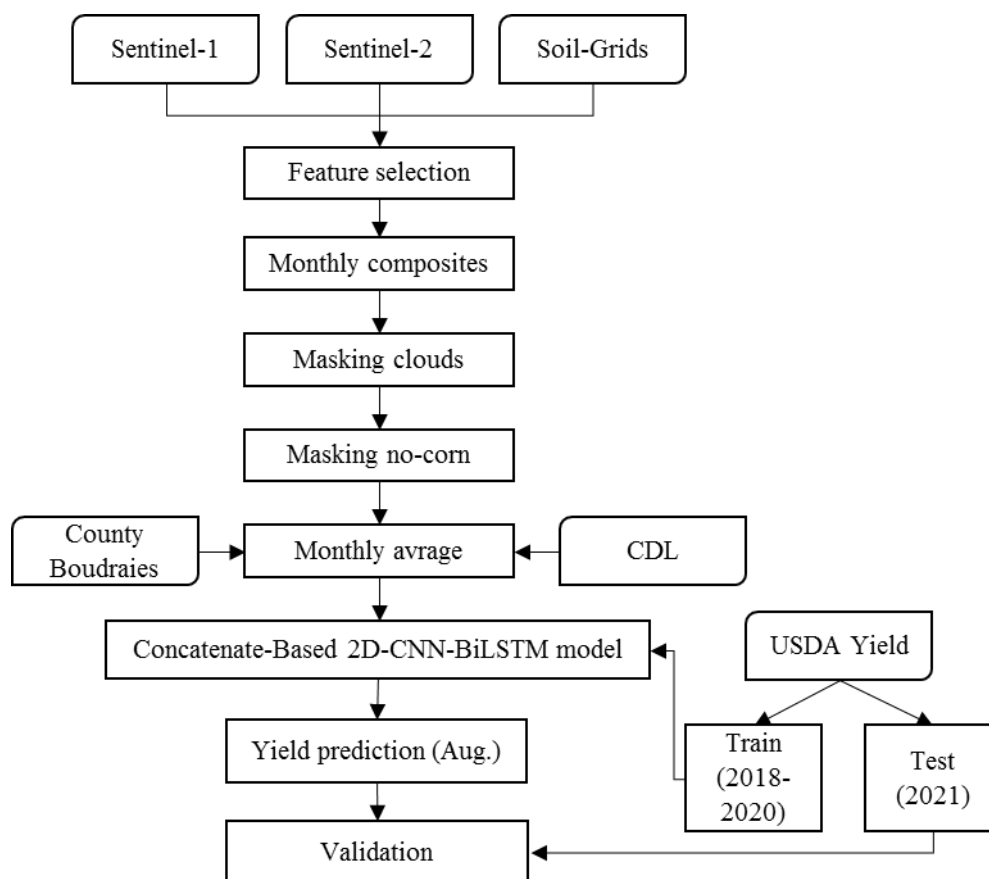 Sentinel-1
Sentinel-2
Soil-Grids
Feature selection
Monthly composites
Masking clouds
Masking no-corn
County
Boudraies
Monthly avrage
CDL
Concatenate-Based 2D-CNN-BiLSTM model
USDA Yield
Yield prediction (Aug.)
Train
(2018-
2020)
Test
(2021)
Validation